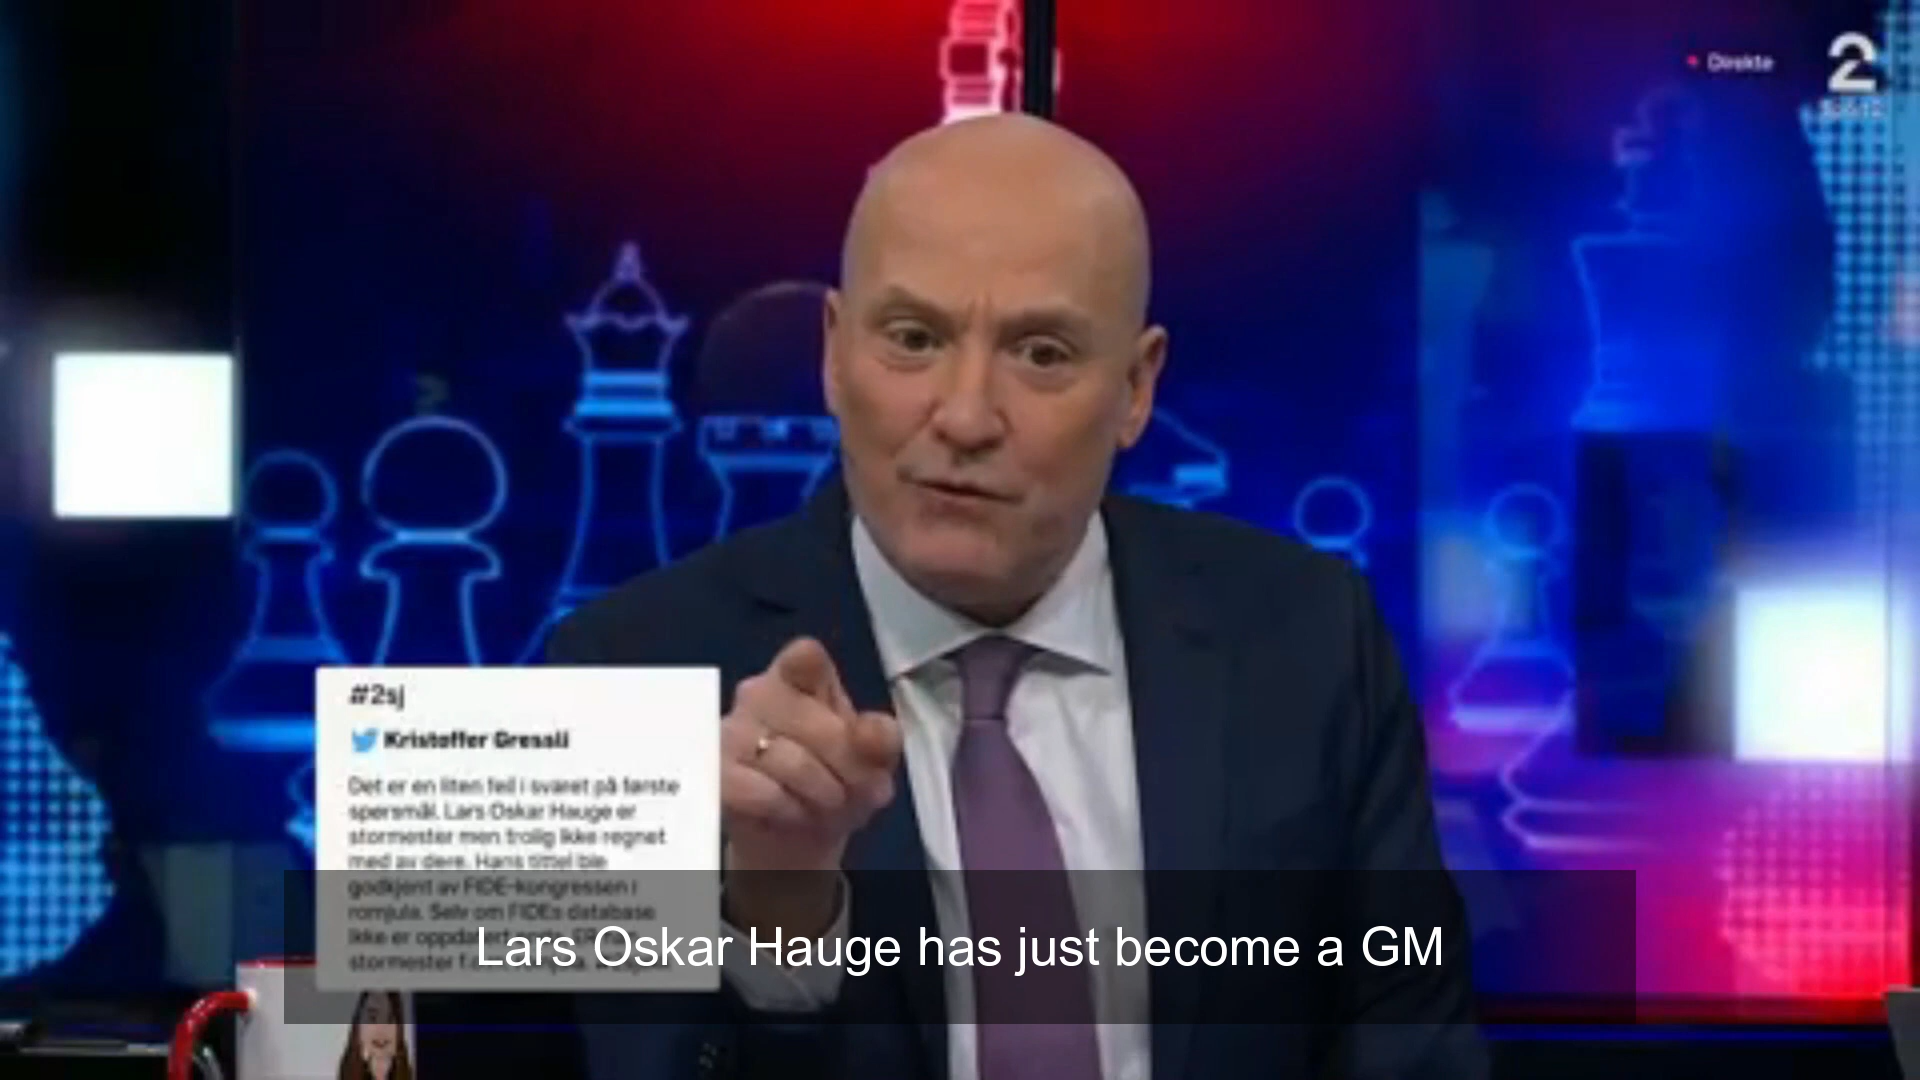 Direkte
2
#2sj
Kristoffer Gressli
Det er en liten feil i svaret på første
spørsmål. Lars Oskar Hauge er
stormester men trolig ikke regnet
med av dere. Hans tittel ble
godkjent av FIDE-kongressen i
romjula. Selv om FIDEs database
ikke er oppdatert
stormester
Lars Oskar Hauge has just become a GM